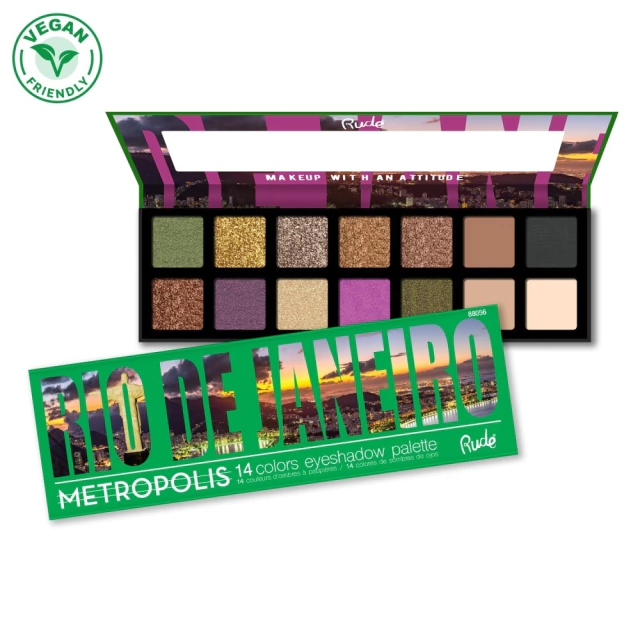 VEGAN
FRIENDLY
Rude
MAKEUP WITH AN ATTITUDE
88056
RIO DE JANEIRO
METROPOLIS 14 colors eyeshadow palette
14 couleurs d'ombres à paupières / 14 colores de sombras de ojos
Rude